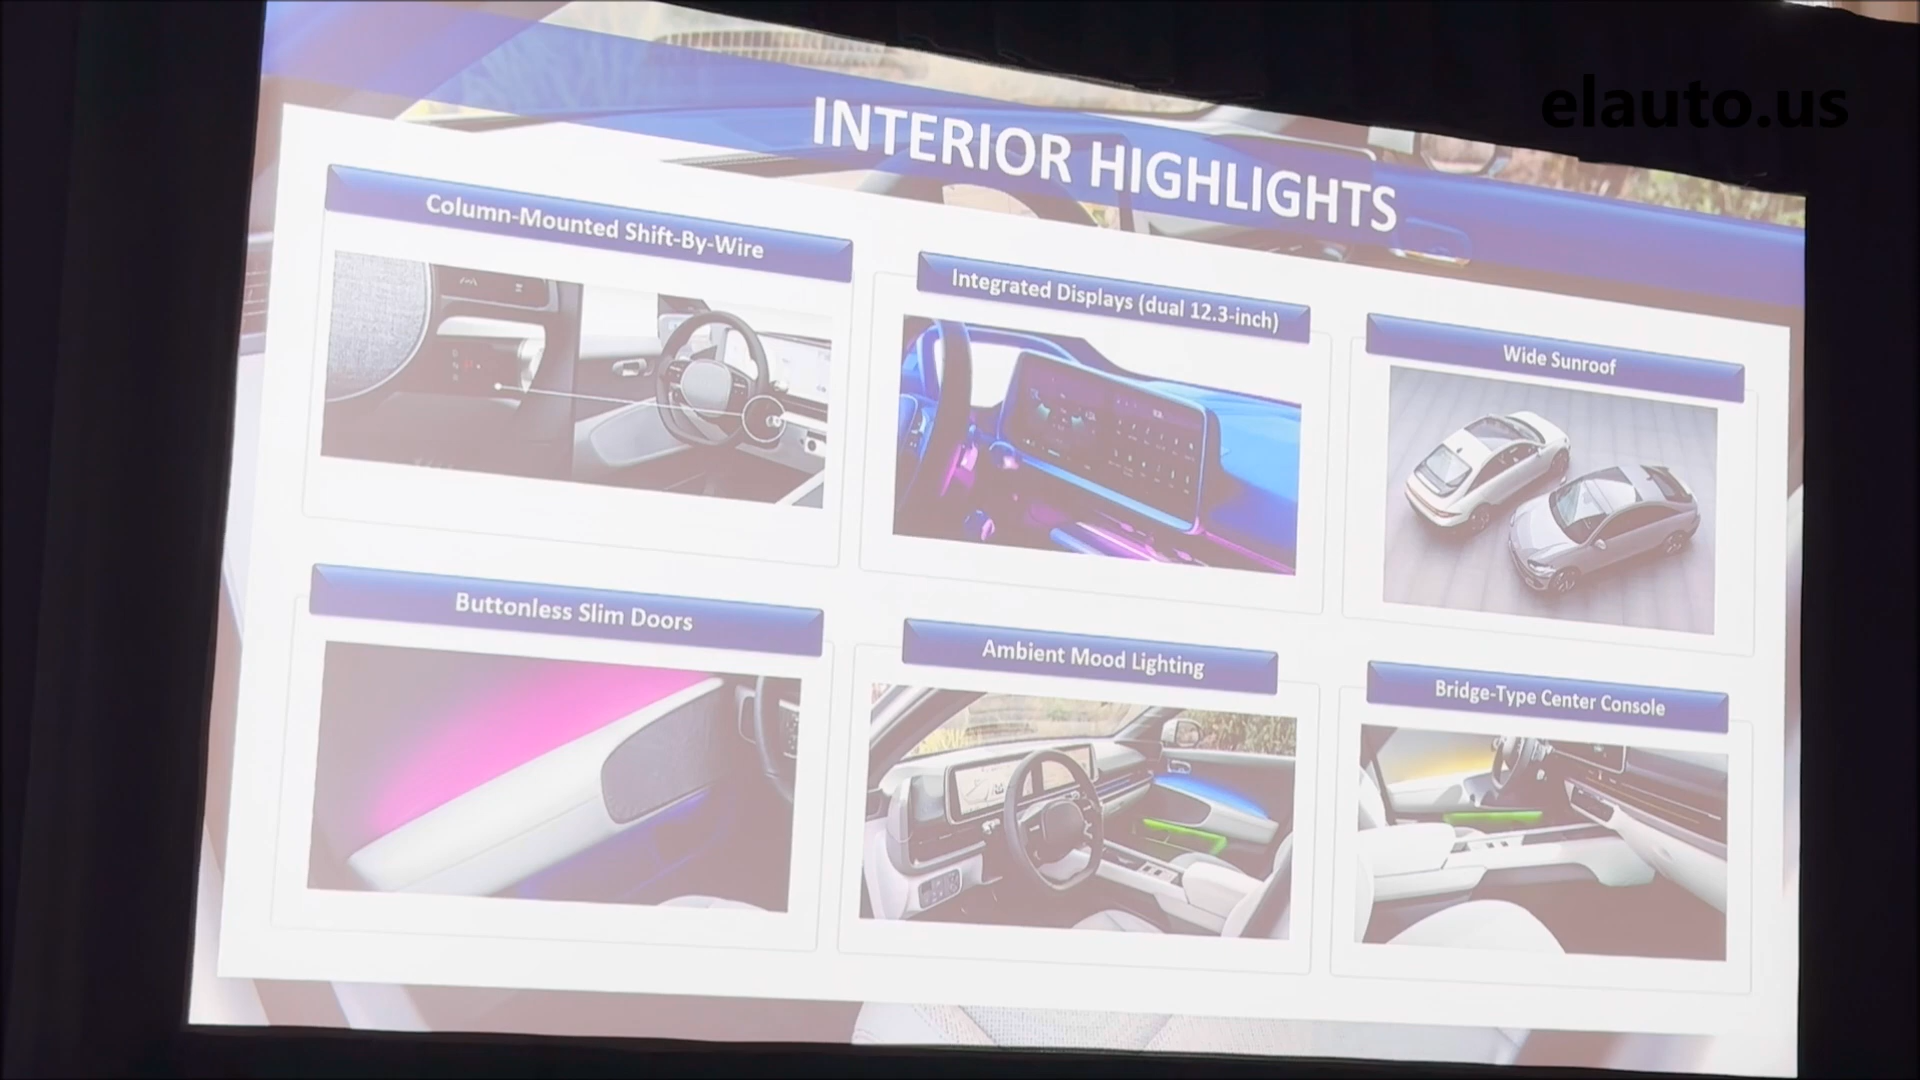 elauto.us
INTERIOR HIGHLIGHTS
Column-Mounted Shift-By-Wire
Integrated Displays (dual 12.3-inch)
Wide Sunroof
Buttonless Slim Doors
Ambient Mood Lighting
Bridge-Type Center Console